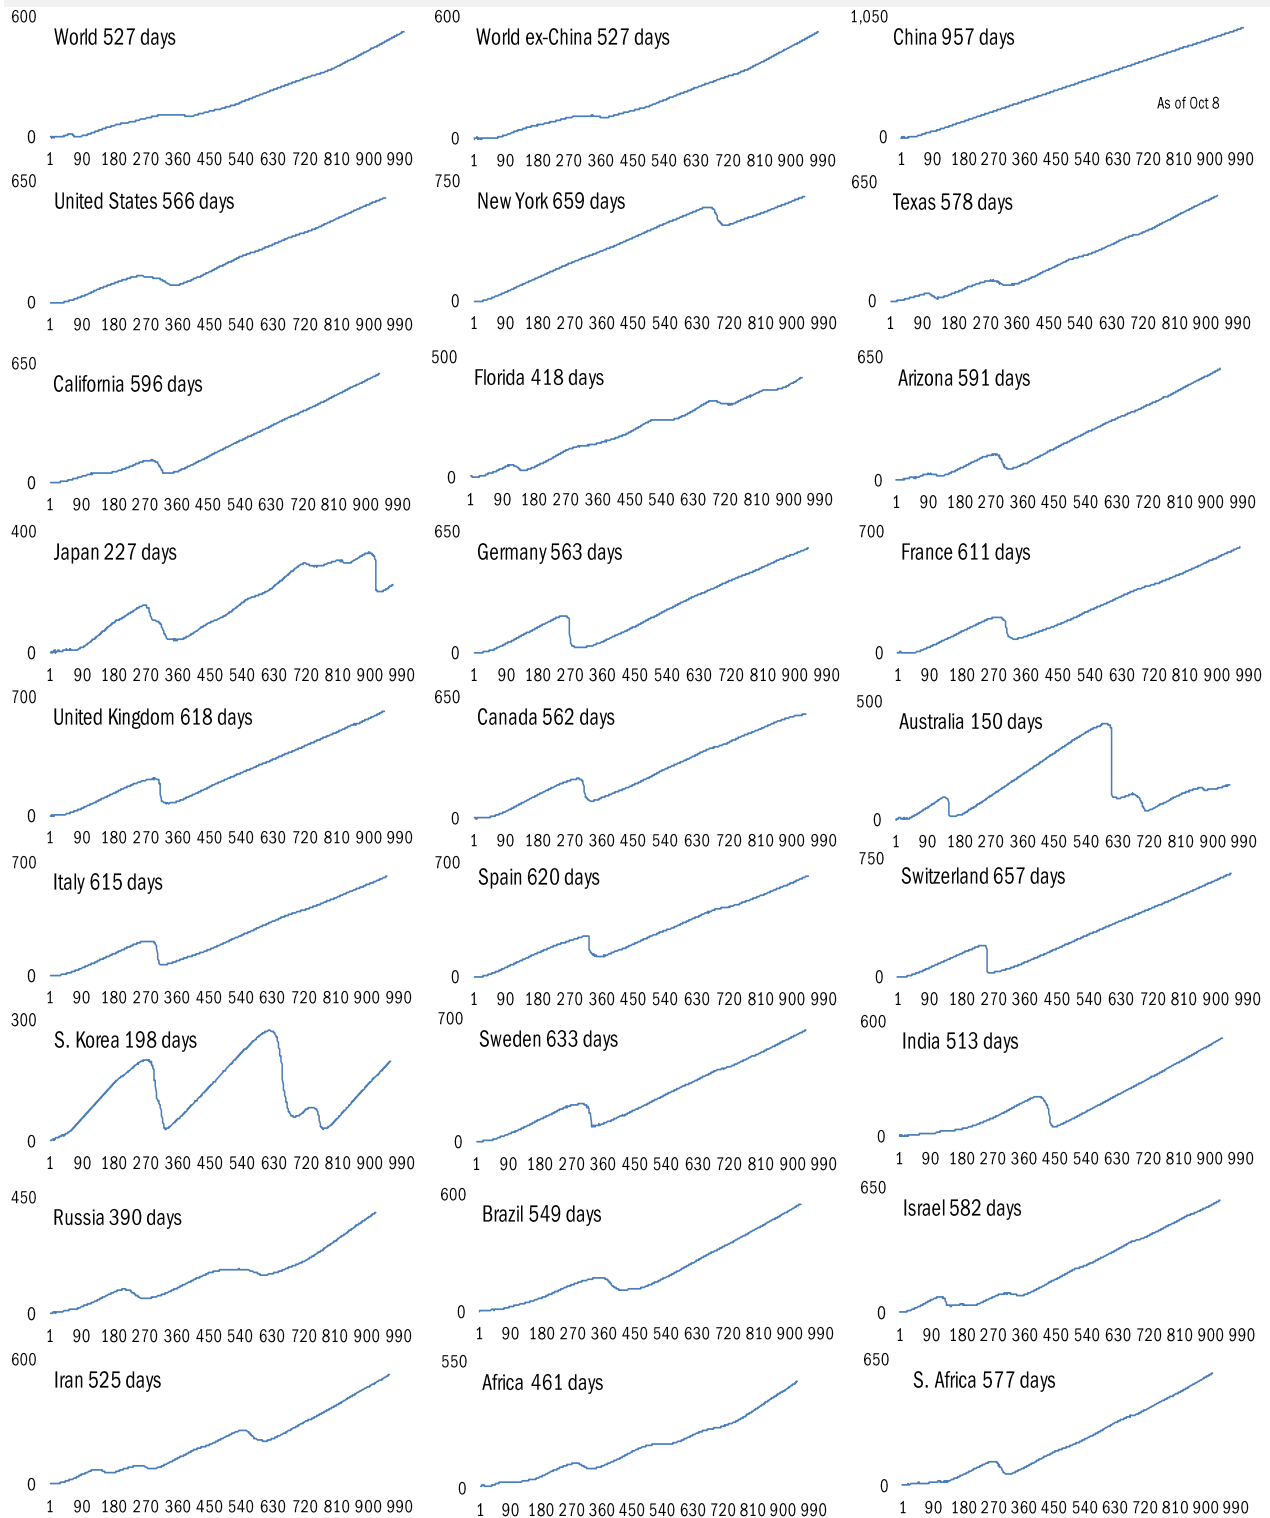 600
World 527 days
0
1 90 180 270 360 450 540 630 720 810 900 990
600
World ex-China 527 days
0
1 90 180 270 360 450 540 630 720 810 900 990
1,050
China 957 days
As of Oct 8
0
1 90 180 270 360 450 540 630 720 810 900 990
650
United States 566 days
0
1 90 180 270 360 450 540 630 720 810 900 990
750
New York 659 days
0
1 90 180 270 360 450 540 630 720 810 900 990
650
Texas 578 days
0
1 90 180 270 360 450 540 630 720 810 900 990
650
California 596 days
0
1 90 180 270 360 450 540 630 720 810 900 990
500
Florida 418 days
0
1 90 180 270 360 450 540 630 720 810 900 990
650
Arizona 591 days
0
1 90 180 270 360 450 540 630 720 810 900 990
400
Japan 227 days
0
1 90 180 270 360 450 540 630 720 810 900 990
650
Germany 563 days
0
1 90 180 270 360 450 540 630 720 810 900 990
700
France 611 days
0
1 90 180 270 360 450 540 630 720 810 900 990
700
United Kingdom 618 days
0
1 90 180 270 360 450 540 630 720 810 900 990
650
Canada 562 days
0
1 90 180 270 360 450 540 630 720 810 900 990
500
Australia 150 days
0
1 90 180 270 360 450 540 630 720 810 900 990
700
Italy 615 days
0
1 90 180 270 360 450 540 630 720 810 900 990
700
Spain 620 days
0
1 90 180 270 360 450 540 630 720 810 900 990
750
Switzerland 657 days
0
1 90 180 270 360 450 540 630 720 810 900 990
300
S. Korea 198 days
0
1 90 180 270 360 450 540 630 720 810 900 990
700
Sweden 633 days
0
1 90 180 270 360 450 540 630 720 810 900 990
600
India 513 days
0
1 90 180 270 360 450 540 630 720 810 900 990
450
Russia 390 days
0
1 90 180 270 360 450 540 630 720 810 900 990
600
Brazil 549 days
0
1 90 180 270 360 450 540 630 720 810 900 990
650
Israel 582 days
0
1 90 180 270 360 450 540 630 720 810 900 990
600
Iran 525 days
0
1 90 180 270 360 450 540 630 720 810 900 990
550
Africa 461 days
0
1 90 180 270 360 450 540 630 720 810 900 990
650
S. Africa 577 days
0
1 90 180 270 360 450 540 630 720 810 900 990